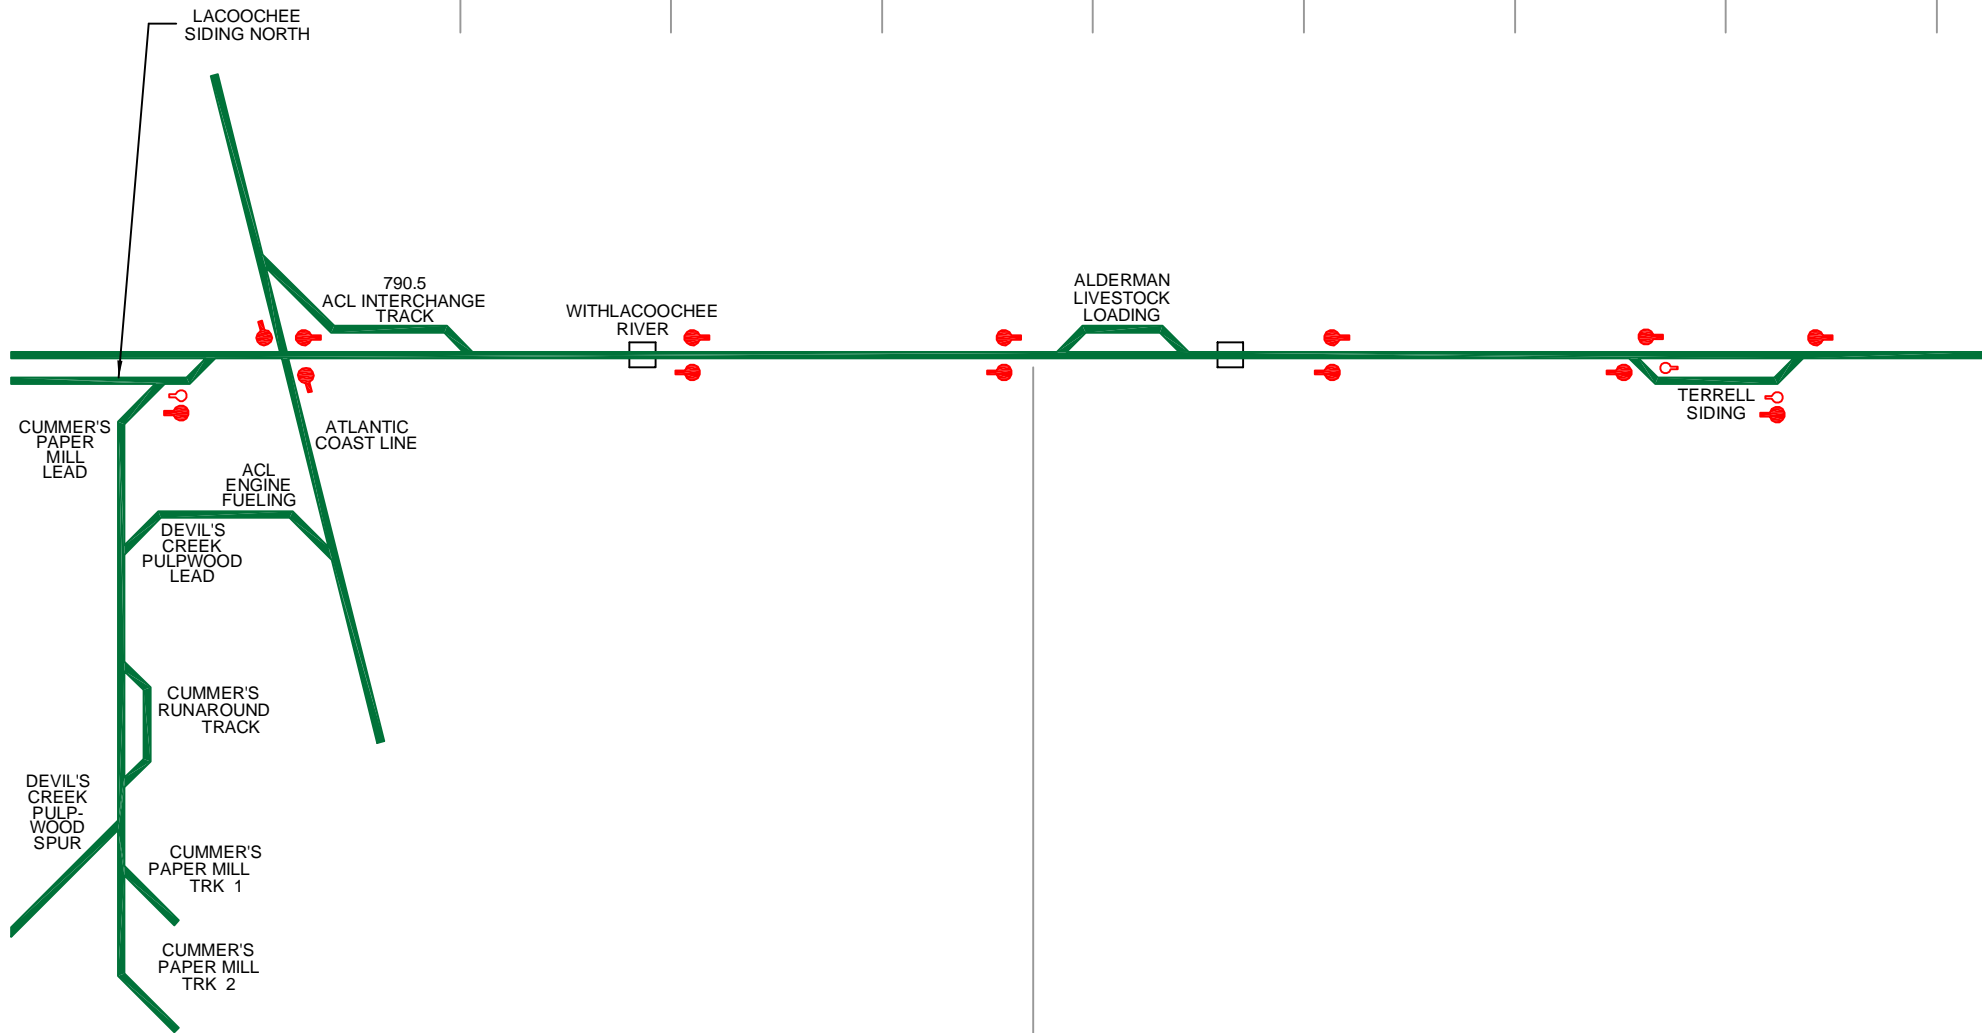 LACOOCHEE
SIDING NORTH
790.5
ACL INTERCHANGE
TRACK
WITHLACOOCHEE
RIVER
ALDERMAN
LIVESTOCK
LOADING
TERRELL
SIDING
CUMMER'S
PAPER
MILL
LEAD
ATLANTIC
COAST LINE
ACL
ENGINE
FUELING
DEVIL'S
CREEK
PULPWOOD
LEAD
CUMMER'S
RUNAROUND
TRACK
DEVIL'S
CREEK
PULP-
WOOD
SPUR
CUMMER'S
PAPER MILL
TRK 1
CUMMER'S
PAPER MILL
TRK 2